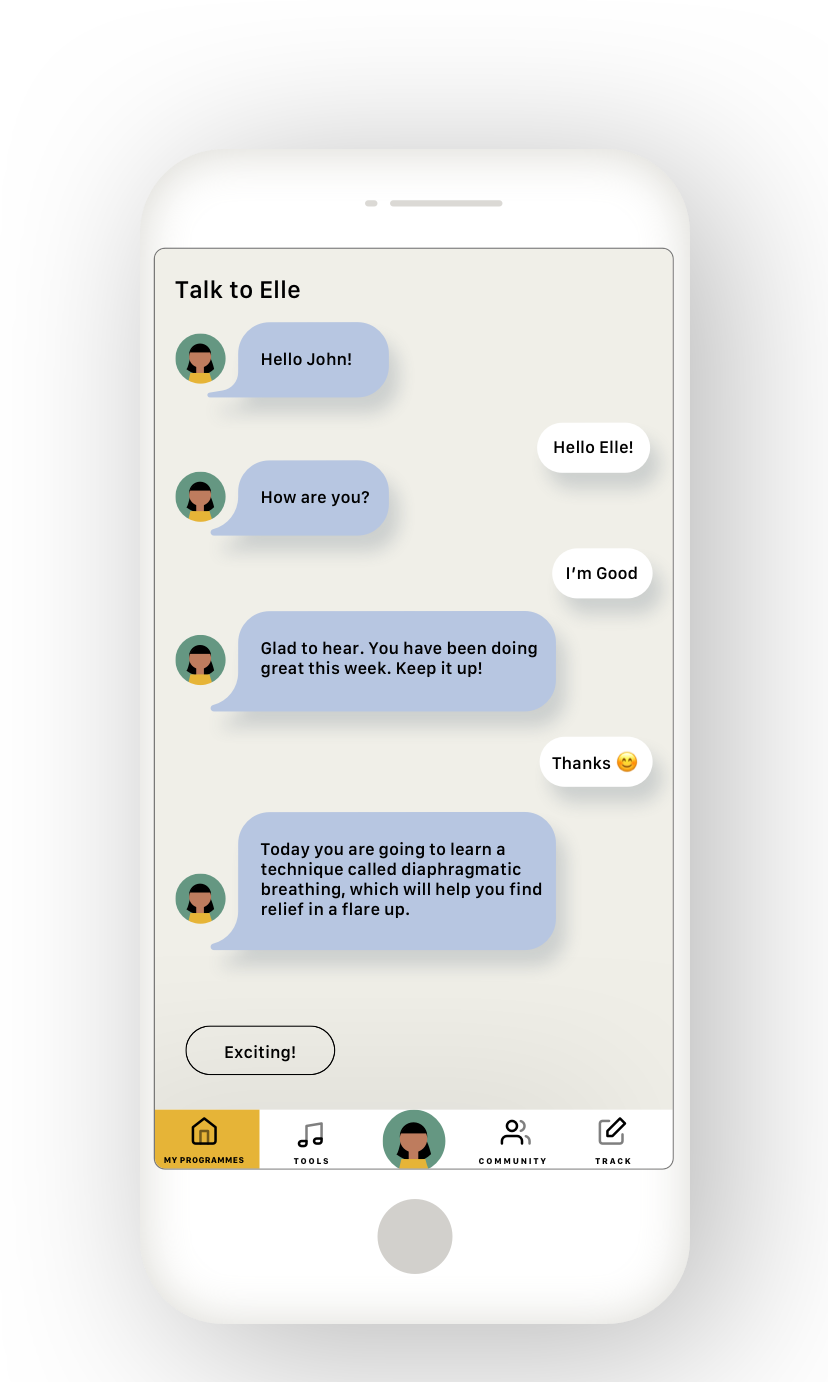 Talk to Elle
Hello John!
Hello Elle!
How are you?
I'm Good
Glad to hear. You have been doing
great this week. Keep it up!
Thanks 😊
Today you are going to learn a
technique called diaphragmatic
breathing, which will help you find
relief in a flare up.
Exciting!
MY PROGRAMMES
TOOLS
COMMUNITY
TRACK